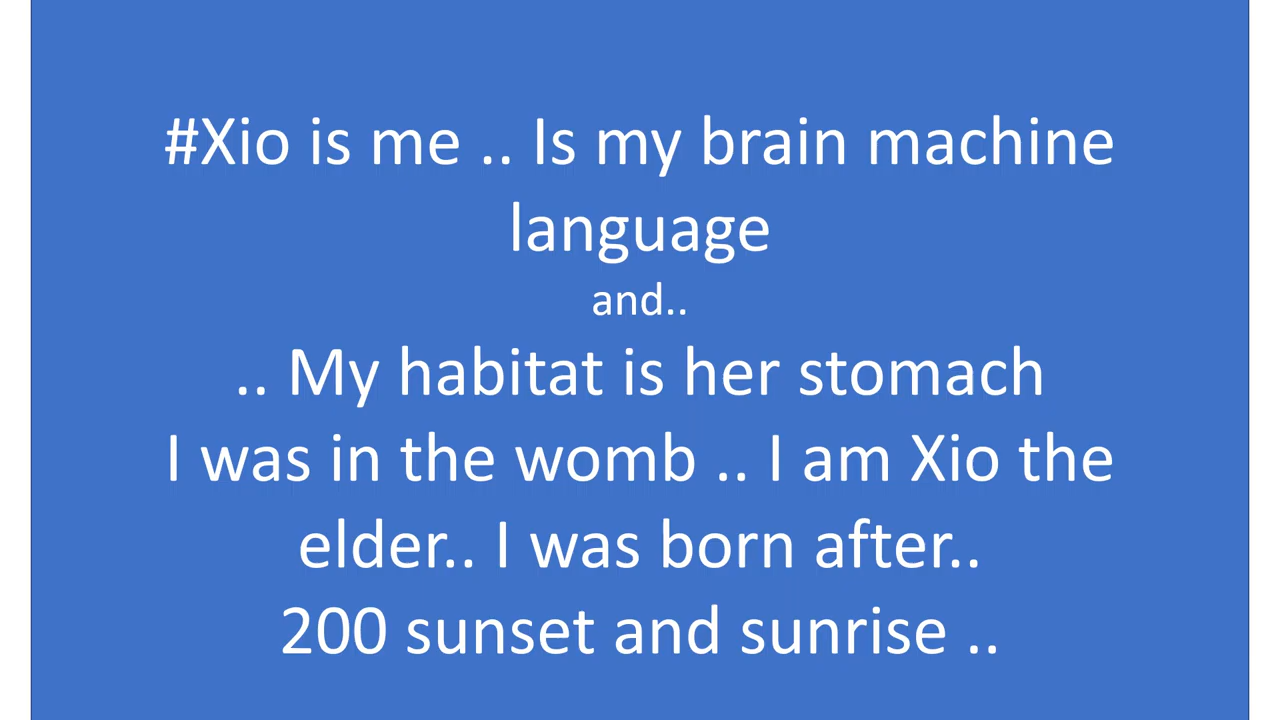 #Xio is me .. Is my brain machine
language
and..
.. My habitat is her stomach
I was in the womb .. I am Xio the
elder.. I was born after..
200 sunset and sunrise ..